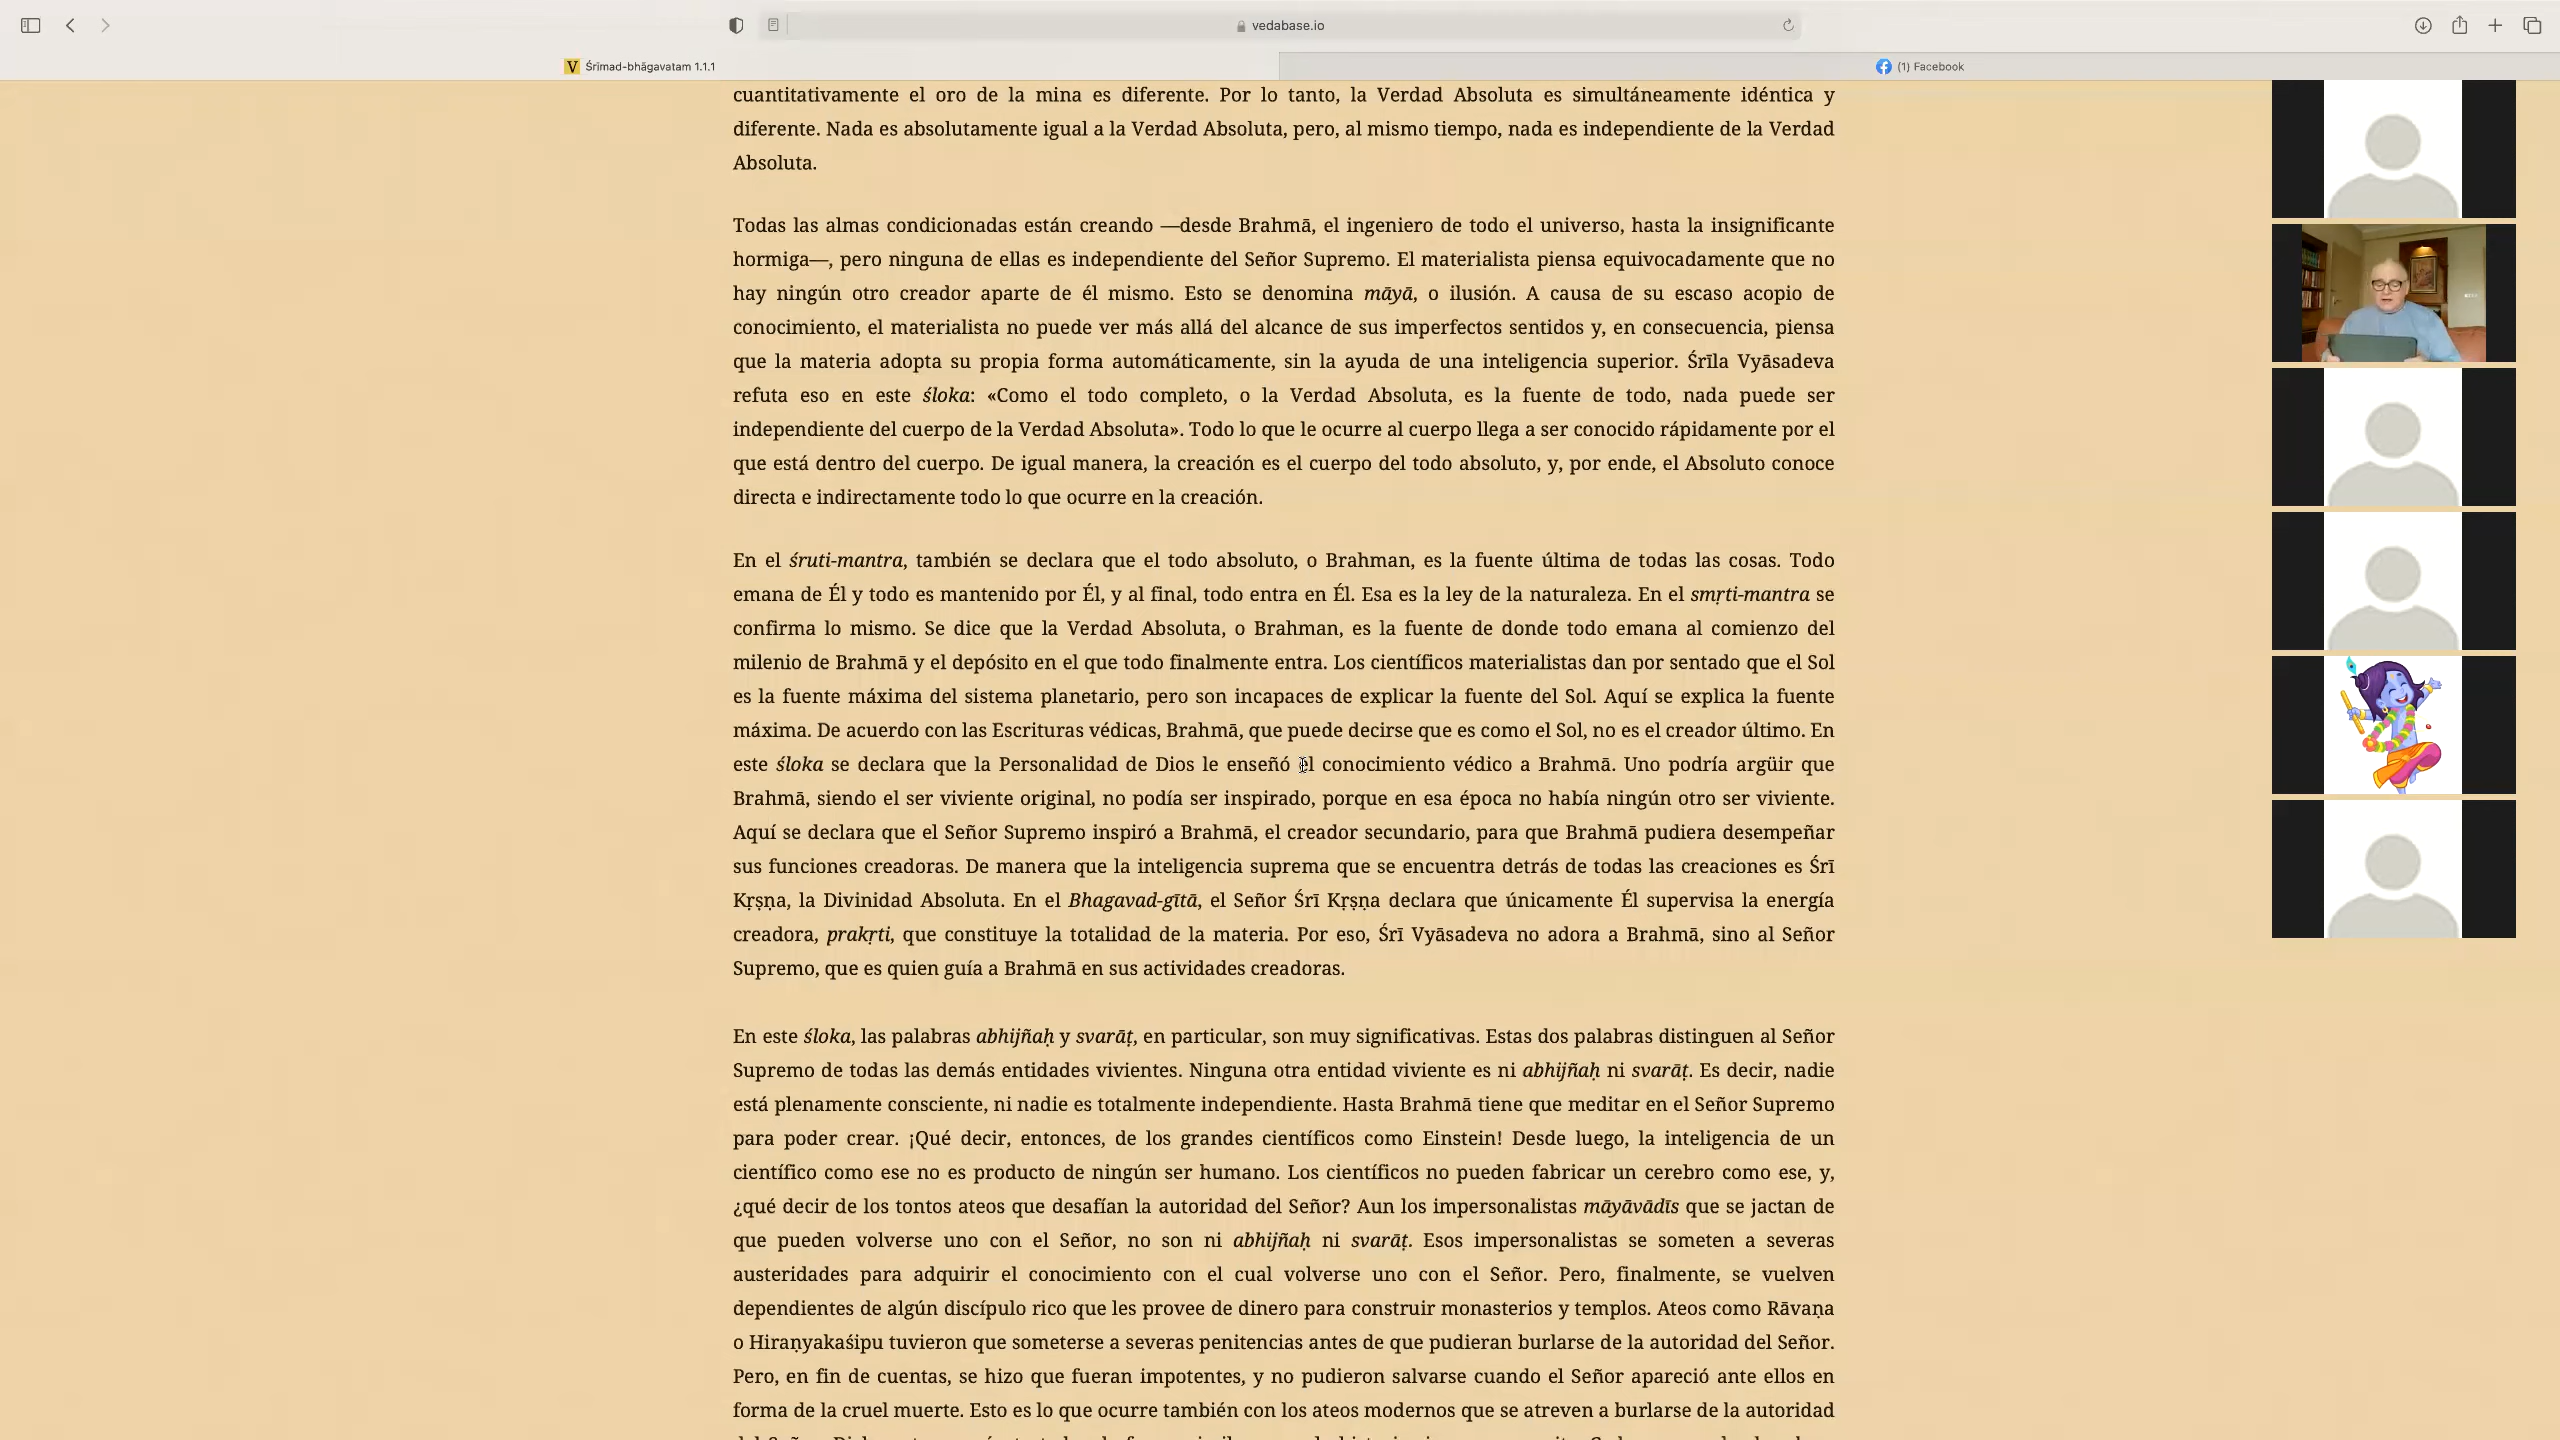 vedabase.io
V Śrīmad-bhāgavatam 1.1.1
(1) Facebook
cuantitativamente el oro de la mina es diferente. Por lo tanto, la Verdad Absoluta es simultáneamente idéntica y
diferente. Nada es absolutamente igual a la Verdad Absoluta, pero, al mismo tiempo, nada es independiente de la Verdad
Absoluta.
Todas las almas condicionadas están creando —desde Brahmā, el ingeniero de todo el universo, hasta la insignificante
hormiga—, pero ninguna de ellas es independiente del Señor Supremo. El materialista piensa equivocadamente que no
hay ningún otro creador aparte de él mismo. Esto se denomina māyā, o ilusión. A causa de su escaso acopio de
conocimiento, el materialista no puede ver más allá del alcance de sus imperfectos sentidos y, en consecuencia, piensa
que la materia adopta su propia forma automáticamente, sin la ayuda de una inteligencia superior. Śrīla Vyāsadeva
refuta eso en este śloka: «Como el todo completo, o la Verdad Absoluta, es la fuente de todo, nada puede ser
independiente del cuerpo de la Verdad Absoluta». Todo lo que le ocurre al cuerpo llega a ser conocido rápidamente por el
que está dentro del cuerpo. De igual manera, la creación es el cuerpo del todo absoluto, y, por ende, el Absoluto conoce
directa e indirectamente todo lo que ocurre en la creación.
En el śruti-mantra, también se declara que el todo absoluto, o Brahman, es la fuente última de todas las cosas. Todo
emana de Él y todo es mantenido por Él, y al final, todo entra en Él. Esa es la ley de la naturaleza. En el smṛti-mantra se
confirma lo mismo. Se dice que la Verdad Absoluta, o Brahman, es la fuente de donde todo emana al comienzo del
milenio de Brahmā y el depósito en el que todo finalmente entra. Los científicos materialistas dan por sentado que el Sol
es la fuente máxima del sistema planetario, pero son incapaces de explicar la fuente del Sol. Aquí se explica la fuente
máxima. De acuerdo con las Escrituras védicas, Brahmā, que puede decirse que es como el Sol, no es el creador último. En
este śloka se declara que la Personalidad de Dios le enseñó el conocimiento védico a Brahmā. Uno podría argüir que
Brahmā, siendo el ser viviente original, no podía ser inspirado, porque en esa época no había ningún otro ser viviente.
Aquí se declara que el Señor Supremo inspiró a Brahmā, el creador secundario, para que Brahmā pudiera desempeñar
sus funciones creadoras. De manera que la inteligencia suprema que se encuentra detrás de todas las creaciones es Śrī
Kṛṣṇa, la Divinidad Absoluta. En el Bhagavad-gītā, el Señor Śrī Kṛṣṇa declara que únicamente Él supervisa la energía
creadora, prakṛti, que constituye la totalidad de la materia. Por eso, Śrī Vyāsadeva no adora a Brahmā, sino al Señor
Supremo, que es quien guía a Brahmā en sus actividades creadoras.
En este śloka, las palabras abhijñaḥ y svarāṭ, en particular, son muy significativas. Estas dos palabras distinguen al Señor
Supremo de todas las demás entidades vivientes. Ninguna otra entidad viviente es ni abhijñaḥ ni svarāṭ. Es decir, nadie
está plenamente consciente, ni nadie es totalmente independiente. Hasta Brahmā tiene que meditar en el Señor Supremo
para poder crear. ¡Qué decir, entonces, de los grandes científicos como Einstein! Desde luego, la inteligencia de un
científico como ese no es producto de ningún ser humano. Los científicos no pueden fabricar un cerebro como ese, y,
¿qué decir de los tontos ateos que desafían la autoridad del Señor? Aun los impersonalistas māyāvādīs que se jactan de
que pueden volverse uno con el Señor, no son ni abhijñaḥ ni svarāṭ. Esos impersonalistas se someten a severas
austeridades para adquirir el conocimiento con el cual volverse uno con el Señor. Pero, finalmente, se vuelven
dependientes de algún discípulo rico que les provee de dinero para construir monasterios y templos. Ateos como Rāvaṇa
o Hiraṇyakaśipu tuvieron que someterse a severas penitencias antes de que pudieran burlarse de la autoridad del Señor.
Pero, en fin de cuentas, se hizo que fueran impotentes, y no pudieron salvarse cuando el Señor apareció ante ellos en
forma de la cruel muerte. Esto es lo que ocurre también con los ateos modernos que se atreven a burlarse de la autoridad